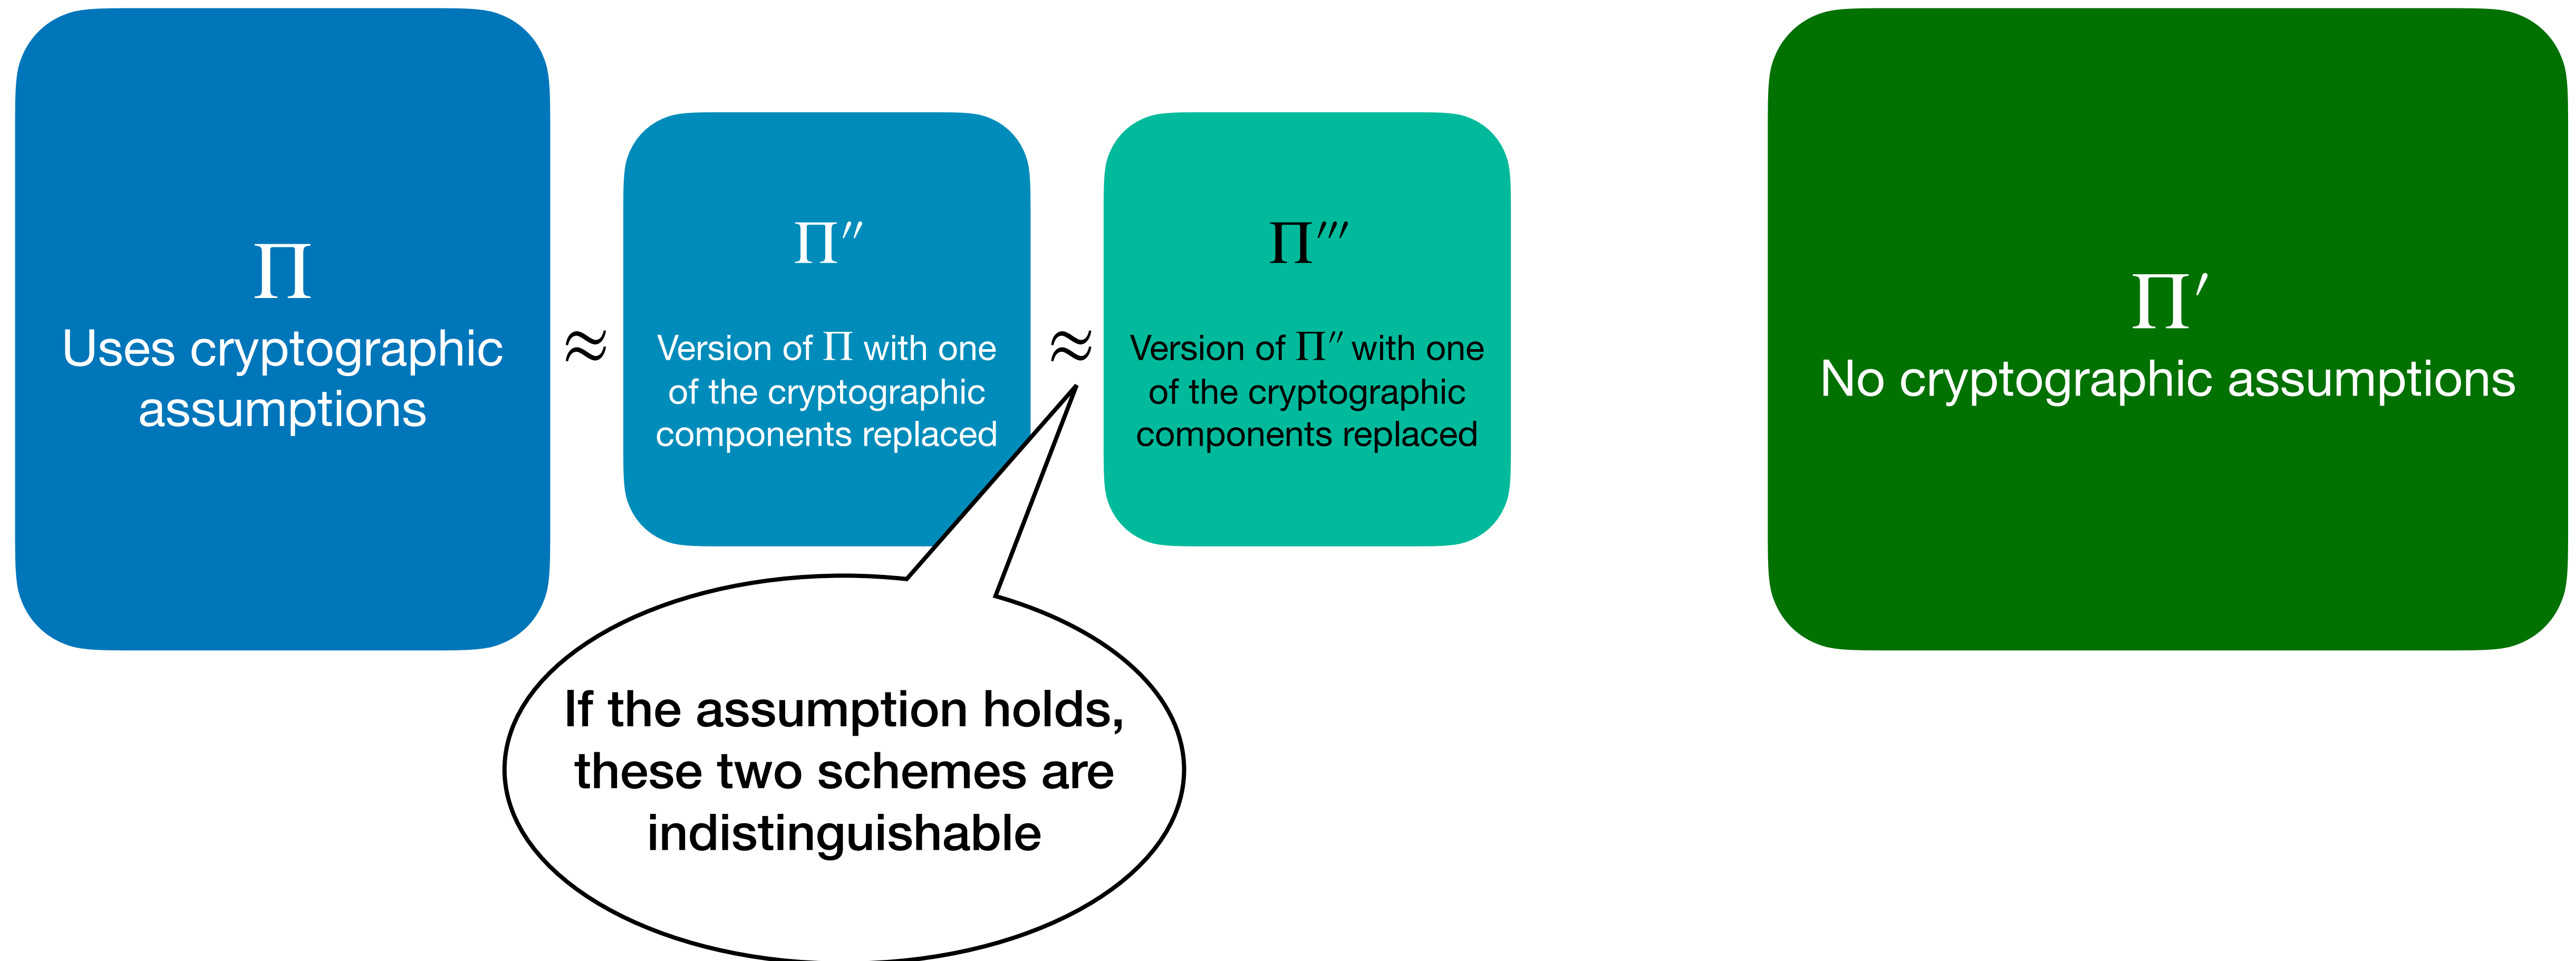 Π
Uses cryptographic
assumptions
≈
Π′′
Version of Π with one
of the cryptographic
components replaced
≈
Π′′′
Version of Π′′ with one
of the cryptographic
components replaced
Π′
No cryptographic assumptions
If the assumption holds,
these two schemes are
indistinguishable